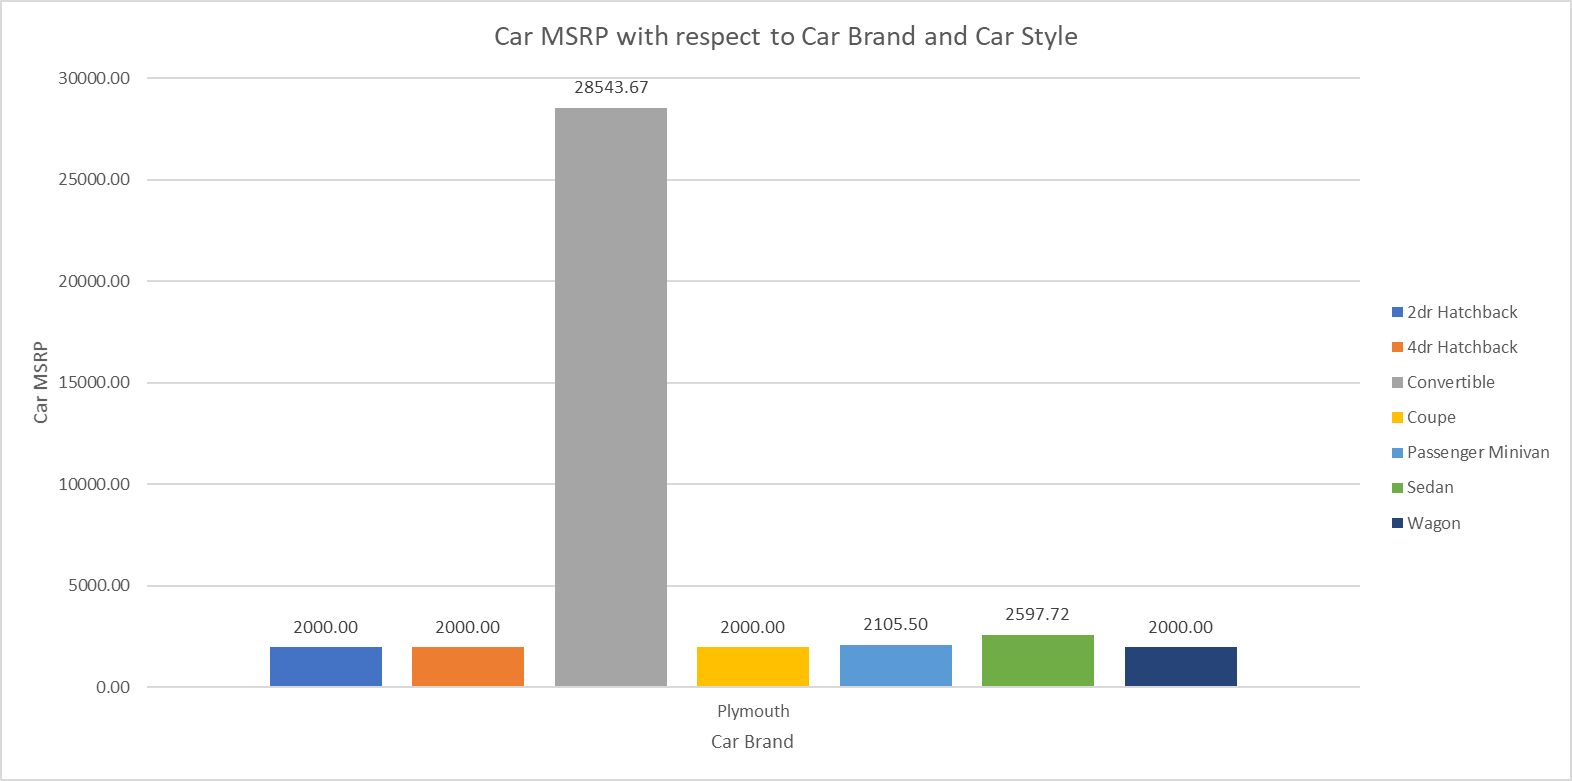 Car MSRP with respect to Car Brand and Car Style
30000.00
25000.00
20000.00
15000.00
10000.00
5000.00
0.00
Car MSRP
2000.00
2000.00
28543.67
2000.00
2105.50
2597.72
2000.00
Plymouth
Car Brand
2dr Hatchback
4dr Hatchback
Convertible
Coupe
Passenger Minivan
Sedan
Wagon